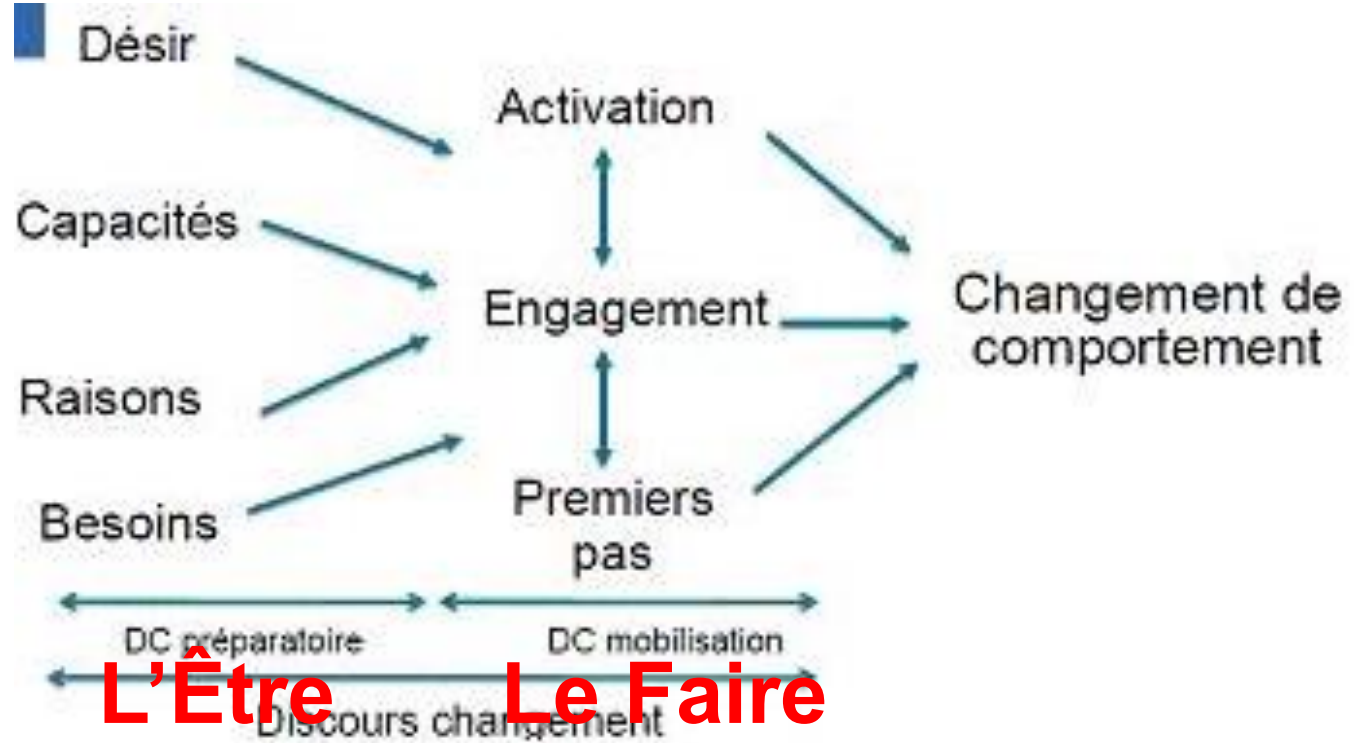 Désir
Activation
Capacités
Engagement
Changement de
comportement
Raisons
Besoins
Premiers
pas
DC préparatoire
DC mobilisation
L’Être
Le Faire
Discours changement